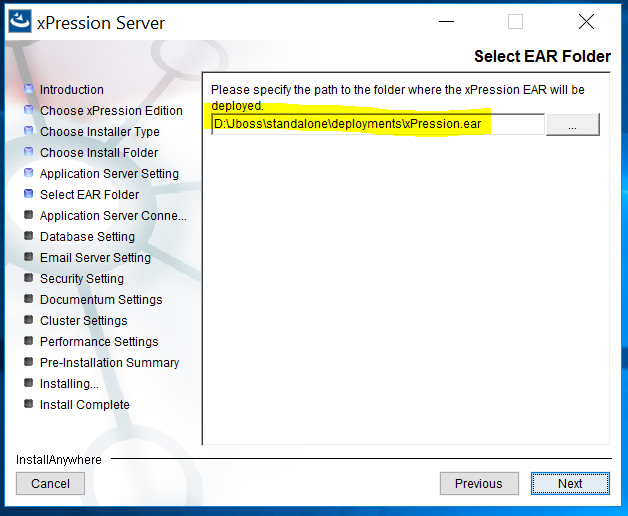 xPression Server
Select EAR Folder
Introduction
Choose xPression Edition
Choose Installer Type
Choose Install Folder
Application Server Setting
Select EAR Folder
Application Server Conne...
Database Setting
Email Server Setting
Security Setting
Documentum Settings
Cluster Settings
Performance Settings
Pre-Installation Summary
Installing...
Install Complete
Please specify the path to the folder where the xPression EAR will be
deployed.
D:\Jboss\standalone\deployments\xPression.ear
...
InstallAnywhere
Cancel
Previous
Next